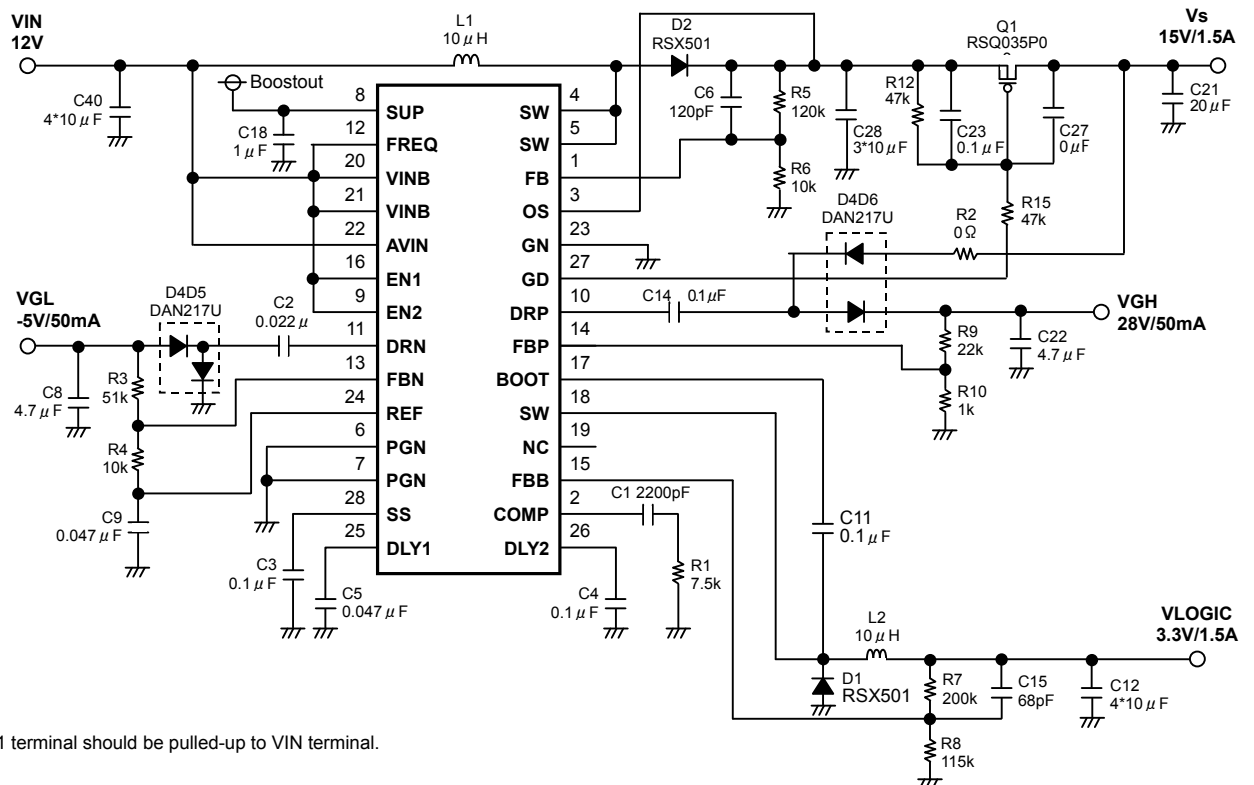 VIN
12V
L1
10μH
D2
RSX501
Q1
RSQ035P0
Vs
15V/1.5A
C40
4*10μF
Boostout
C18
1μF
C6
120pF
R5
120k
R6
10k
C28
3*10μF
R12
47k
C23
0.1μF
C27
0μF
C21
20μF
R15
47k
8 SUP
12 FREQ
20 VINB
21 VINB
22 AVIN
16 EN1
9 EN2
11 DRN
13 FBN
24 REF
6 PGN
7 PGN
28 SS
25 DLY1
SW 4
SW 5
FB 1
OS 3
GN 23
GD 27
DRP 10
FBP 14
BOOT 17
SW 18
NC 19
FBB 15
COMP 2
DLY2 26
D4D6
DAN217U
R2
0Ω
C14 0.1μF
VGH
28V/50mA
R9
22k
C22
4.7μF
R10
1k
VGL
-5V/50mA
D4D5
DAN217U
C2
0.022μ
C8
4.7μF
R3
51k
R4
10k
C9
0.047μF
C3
0.1μF
C5
0.047μF
C4
0.1μF
C1 2200pF
R1
7.5k
C11
0.1μF
L2
10μH
VLOGIC
3.3V/1.5A
D1
RSX501
R7
200k
C15
68pF
C12
4*10μF
R8
115k
1 terminal should be pulled-up to VIN terminal.